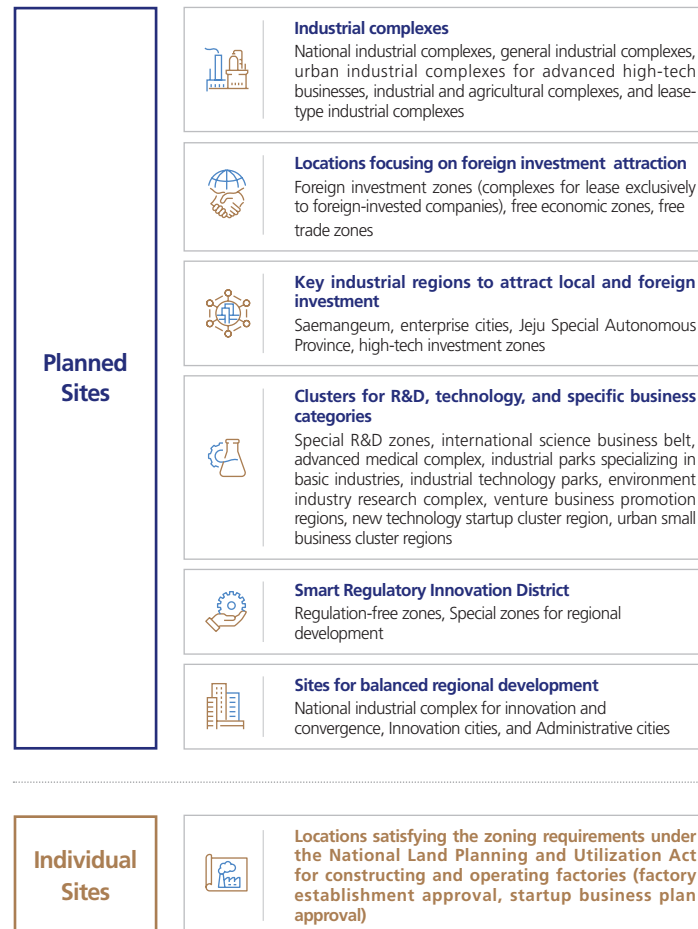 Planned
Sites
Industrial complexes
National industrial complexes, general industrial complexes,
urban industrial complexes for advanced high-tech
businesses, industrial and agricultural complexes, and lease-
type industrial complexes
Locations focusing on foreign investment attraction
Foreign investment zones (complexes for lease exclusively
to foreign-invested companies), free economic zones, free
trade zones
Key industrial regions to attract local and foreign
investment
Saemangeum, enterprise cities, Jeju Special Autonomous
Province, high-tech investment zones
Clusters for R&D, technology, and specific business
categories
Special R&D zones, international science business belt,
advanced medical complex, industrial parks specializing in
basic industries, industrial technology parks, environment
industry research complex, venture business promotion
regions, new technology startup cluster region, urban small
business cluster regions
Smart Regulatory Innovation District
Regulation-free zones, Special zones for regional
development
Sites for balanced regional development
National industrial complex for innovation and
convergence, Innovation cities, and Administrative cities
Individual
Sites
Locations satisfying the zoning requirements under
the National Land Planning and Utilization Act
for constructing and operating factories (factory
establishment approval, startup business plan
approval)